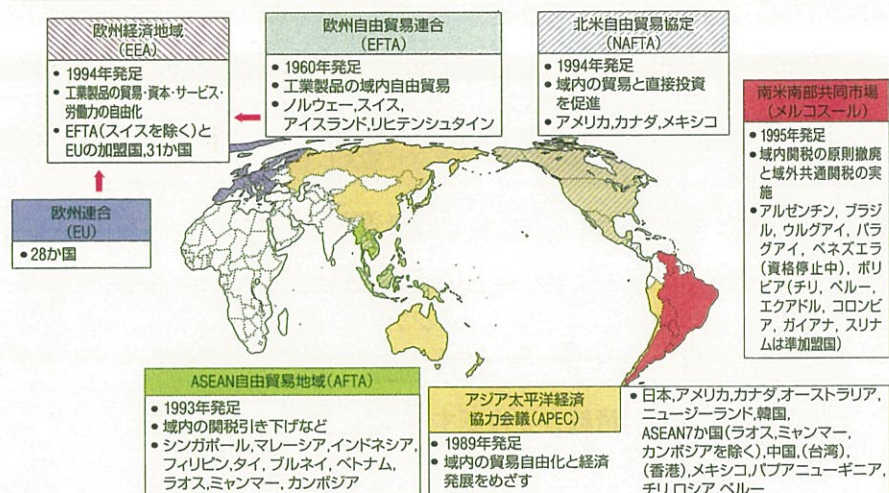 欧州経済地域
(EEA)
• 1994年発足
• 工業製品の貿易・資本・サービス・
労働力の自由化
• EFTA(スイスを除く)と
EUの加盟国,31か国
欧州自由貿易連合
(EFTA)
• 1960年発足
• 工業製品の域内自由貿易
• ノルウェー,スイス,
アイスランド,リヒテンシュタイン
北米自由貿易協定
(NAFTA)
• 1994年発足
• 域内の貿易と直接投資
を促進
• アメリカ,カナダ,メキシコ
南米南部共同市場
(メルコスール)
• 1995年発足
• 域内関税の原則撤廃
と域外共通関税の実
施
• アルゼンチン, ブラジ
ル, ウルグアイ, パラ
グアイ, ベネズエラ
(資格停止中), ボリ
ビア(チリ, ペルー,
エクアドル, コロンビ
ア, ガイアナ, スリナ
ムは準加盟国)
欧州連合
(EU)
• 28か国
ASEAN自由貿易地域(AFTA)
• 1993年発足
• 域内の関税引き下げなど
• シンガポール,マレーシア,インドネシア,
フィリピン,タイ, ブルネイ, ベトナム,
ラオス,ミャンマー, カンボジア
アジア太平洋経済
協力会議(APEC)
• 1989年発足
• 域内の貿易自由化と経済
発展をめざす
• 日本,アメリカ,カナダ,オーストラリア,
ニュージーランド,韓国,
ASEAN7か国(ラオス,ミャンマー,
カンボジアを除く),中国,(台湾),
(香港),メキシコ,パプアニューギニア,
チリ,ロシア,ペルー